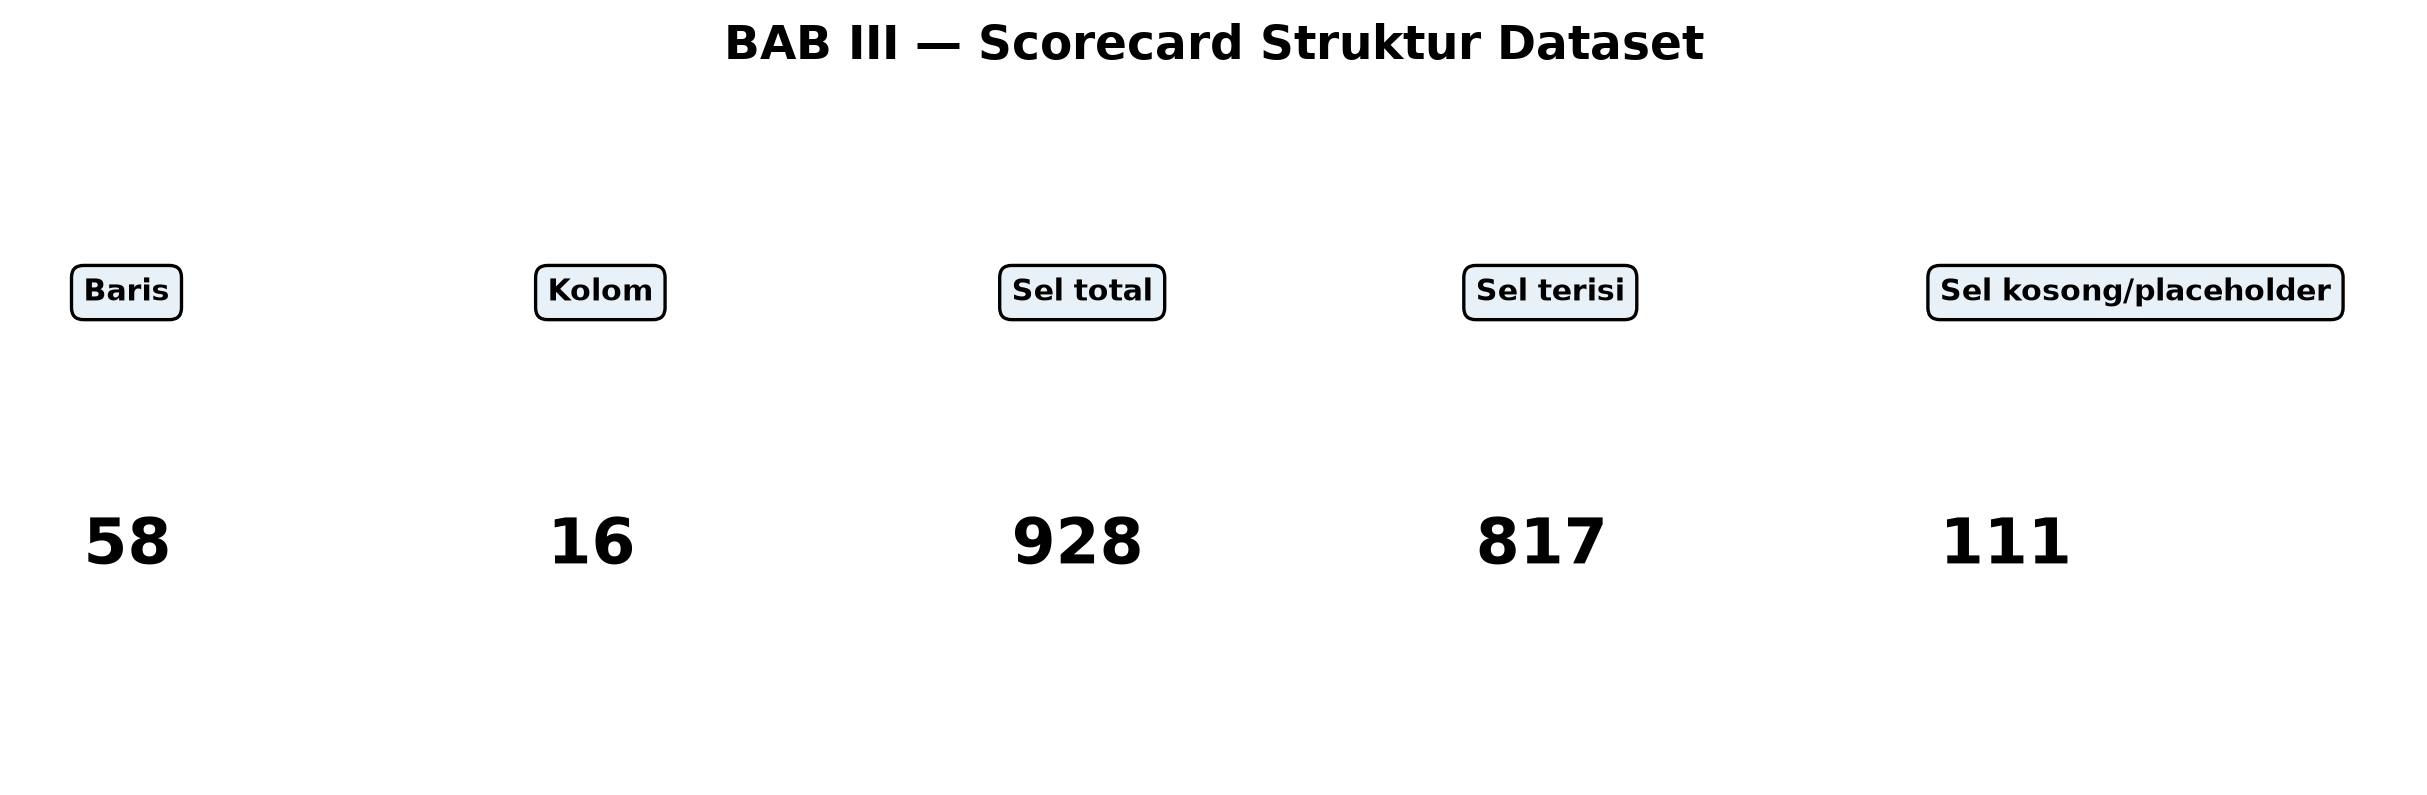 BAB III — Scorecard Struktur Dataset
Baris Kolom Sel total Sel terisi Sel kosong/placeholder
58 16 928 817 111